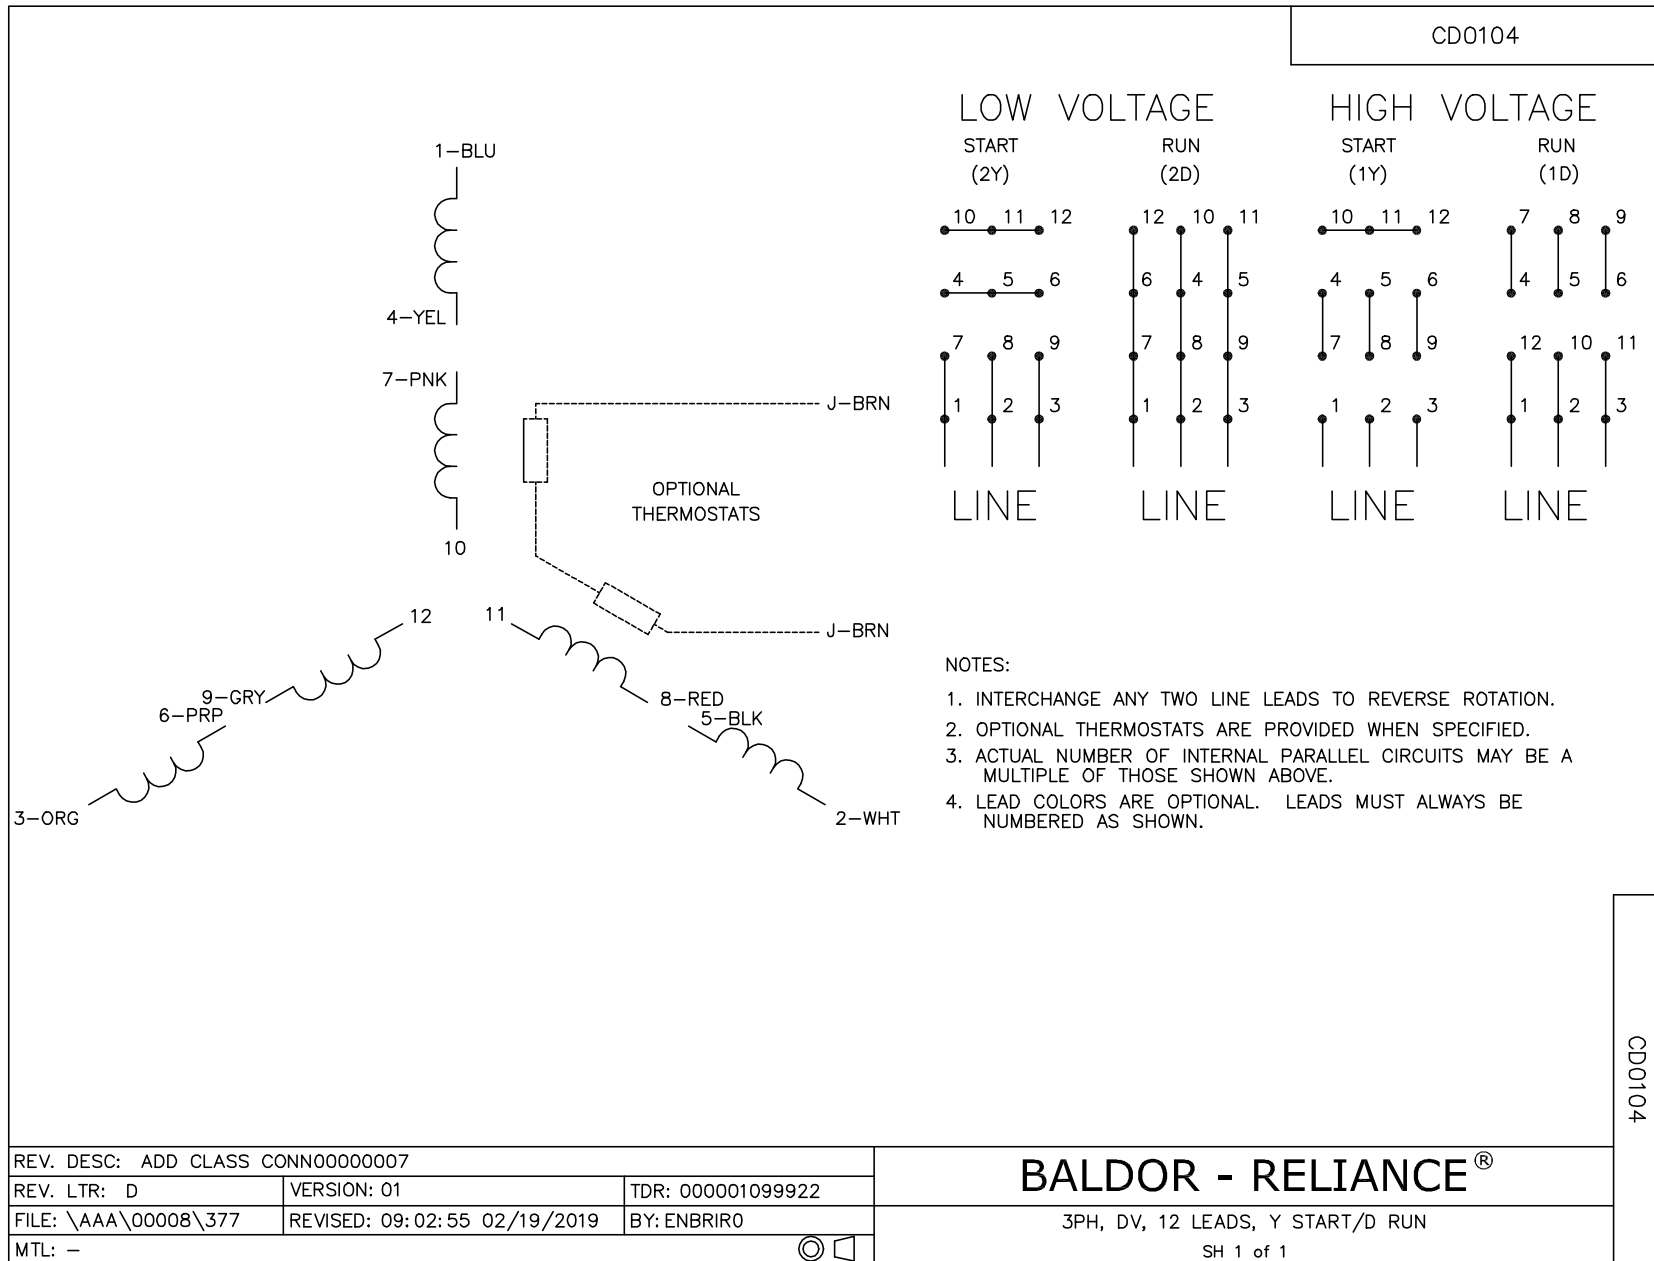 CD0104
LOW VOLTAGE HIGH VOLTAGE
START RUN START RUN
(2Y) (2D) (1Y) (1D)
10 11 12 12 10 11 10 11 12 7 8 9
4 5 6 6 4 5 4 5 6 4 5 6
7 8 9 7 8 9 7 8 9 12 10 11
1 2 3 1 2 3 1 2 3 1 2 3
LINE LINE LINE LINE
1-BLU
4-YEL
7-PNK
10
J-BRN
OPTIONAL
THERMOSTATS
J-BRN
12 11
9-GRY
6-PRP
3-ORG
8-RED
5-BLK
2-WHT
NOTES:
1. INTERCHANGE ANY TWO LINE LEADS TO REVERSE ROTATION.
2. OPTIONAL THERMOSTATS ARE PROVIDED WHEN SPECIFIED.
3. ACTUAL NUMBER OF INTERNAL PARALLEL CIRCUITS MAY BE A
MULTIPLE OF THOSE SHOWN ABOVE.
4. LEAD COLORS ARE OPTIONAL. LEADS MUST ALWAYS BE
NUMBERED AS SHOWN.
CD0104
REV. DESC: ADD CLASS CONN00000007
REV. LTR: D VERSION: 01 TDR: 000001099922
FILE: \AAA\00008\377 REVISED: 09:02:55 02/19/2019 BY: ENBRIR0
MTL: -
BALDOR - RELIANCE®
3PH, DV, 12 LEADS, Y START/D RUN
SH 1 of 1